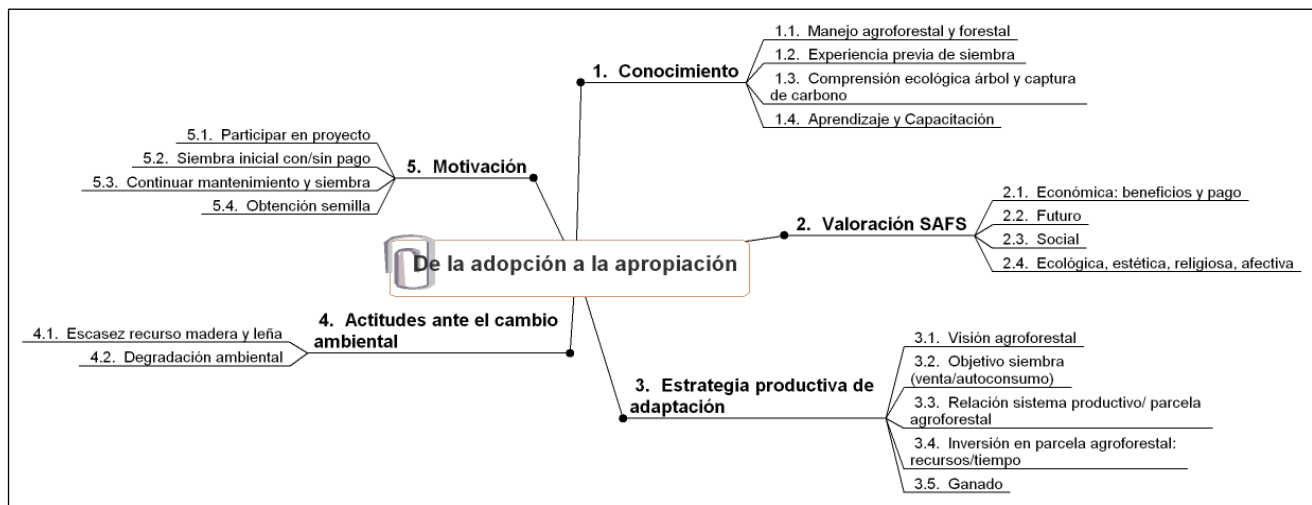 De la adopción a la apropiación
1. Conocimiento
1.1. Manejo agroforestal y forestal
1.2. Experiencia previa de siembra
1.3. Comprensión ecológica árbol y captura
de carbono
1.4. Aprendizaje y Capacitación
2. Valoración SAFS
2.1. Económica: beneficios y pago
2.2. Futuro
2.3. Social
2.4. Ecológica, estética, religiosa, afectiva
3. Estrategia productiva de
adaptación
3.1. Visión agroforestal
3.2. Objetivo siembra
(venta/autoconsumo)
3.3. Relación sistema productivo/ parcela
agroforestal
3.4. Inversión en parcela agroforestal:
recursos/tiempo
3.5. Ganado
4. Actitudes ante el cambio
ambiental
4.1. Escasez recurso madera y leña
4.2. Degradación ambiental
5. Motivación
5.1. Participar en proyecto
5.2. Siembra inicial con/sin pago
5.3. Continuar mantenimiento y siembra
5.4. Obtención semilla